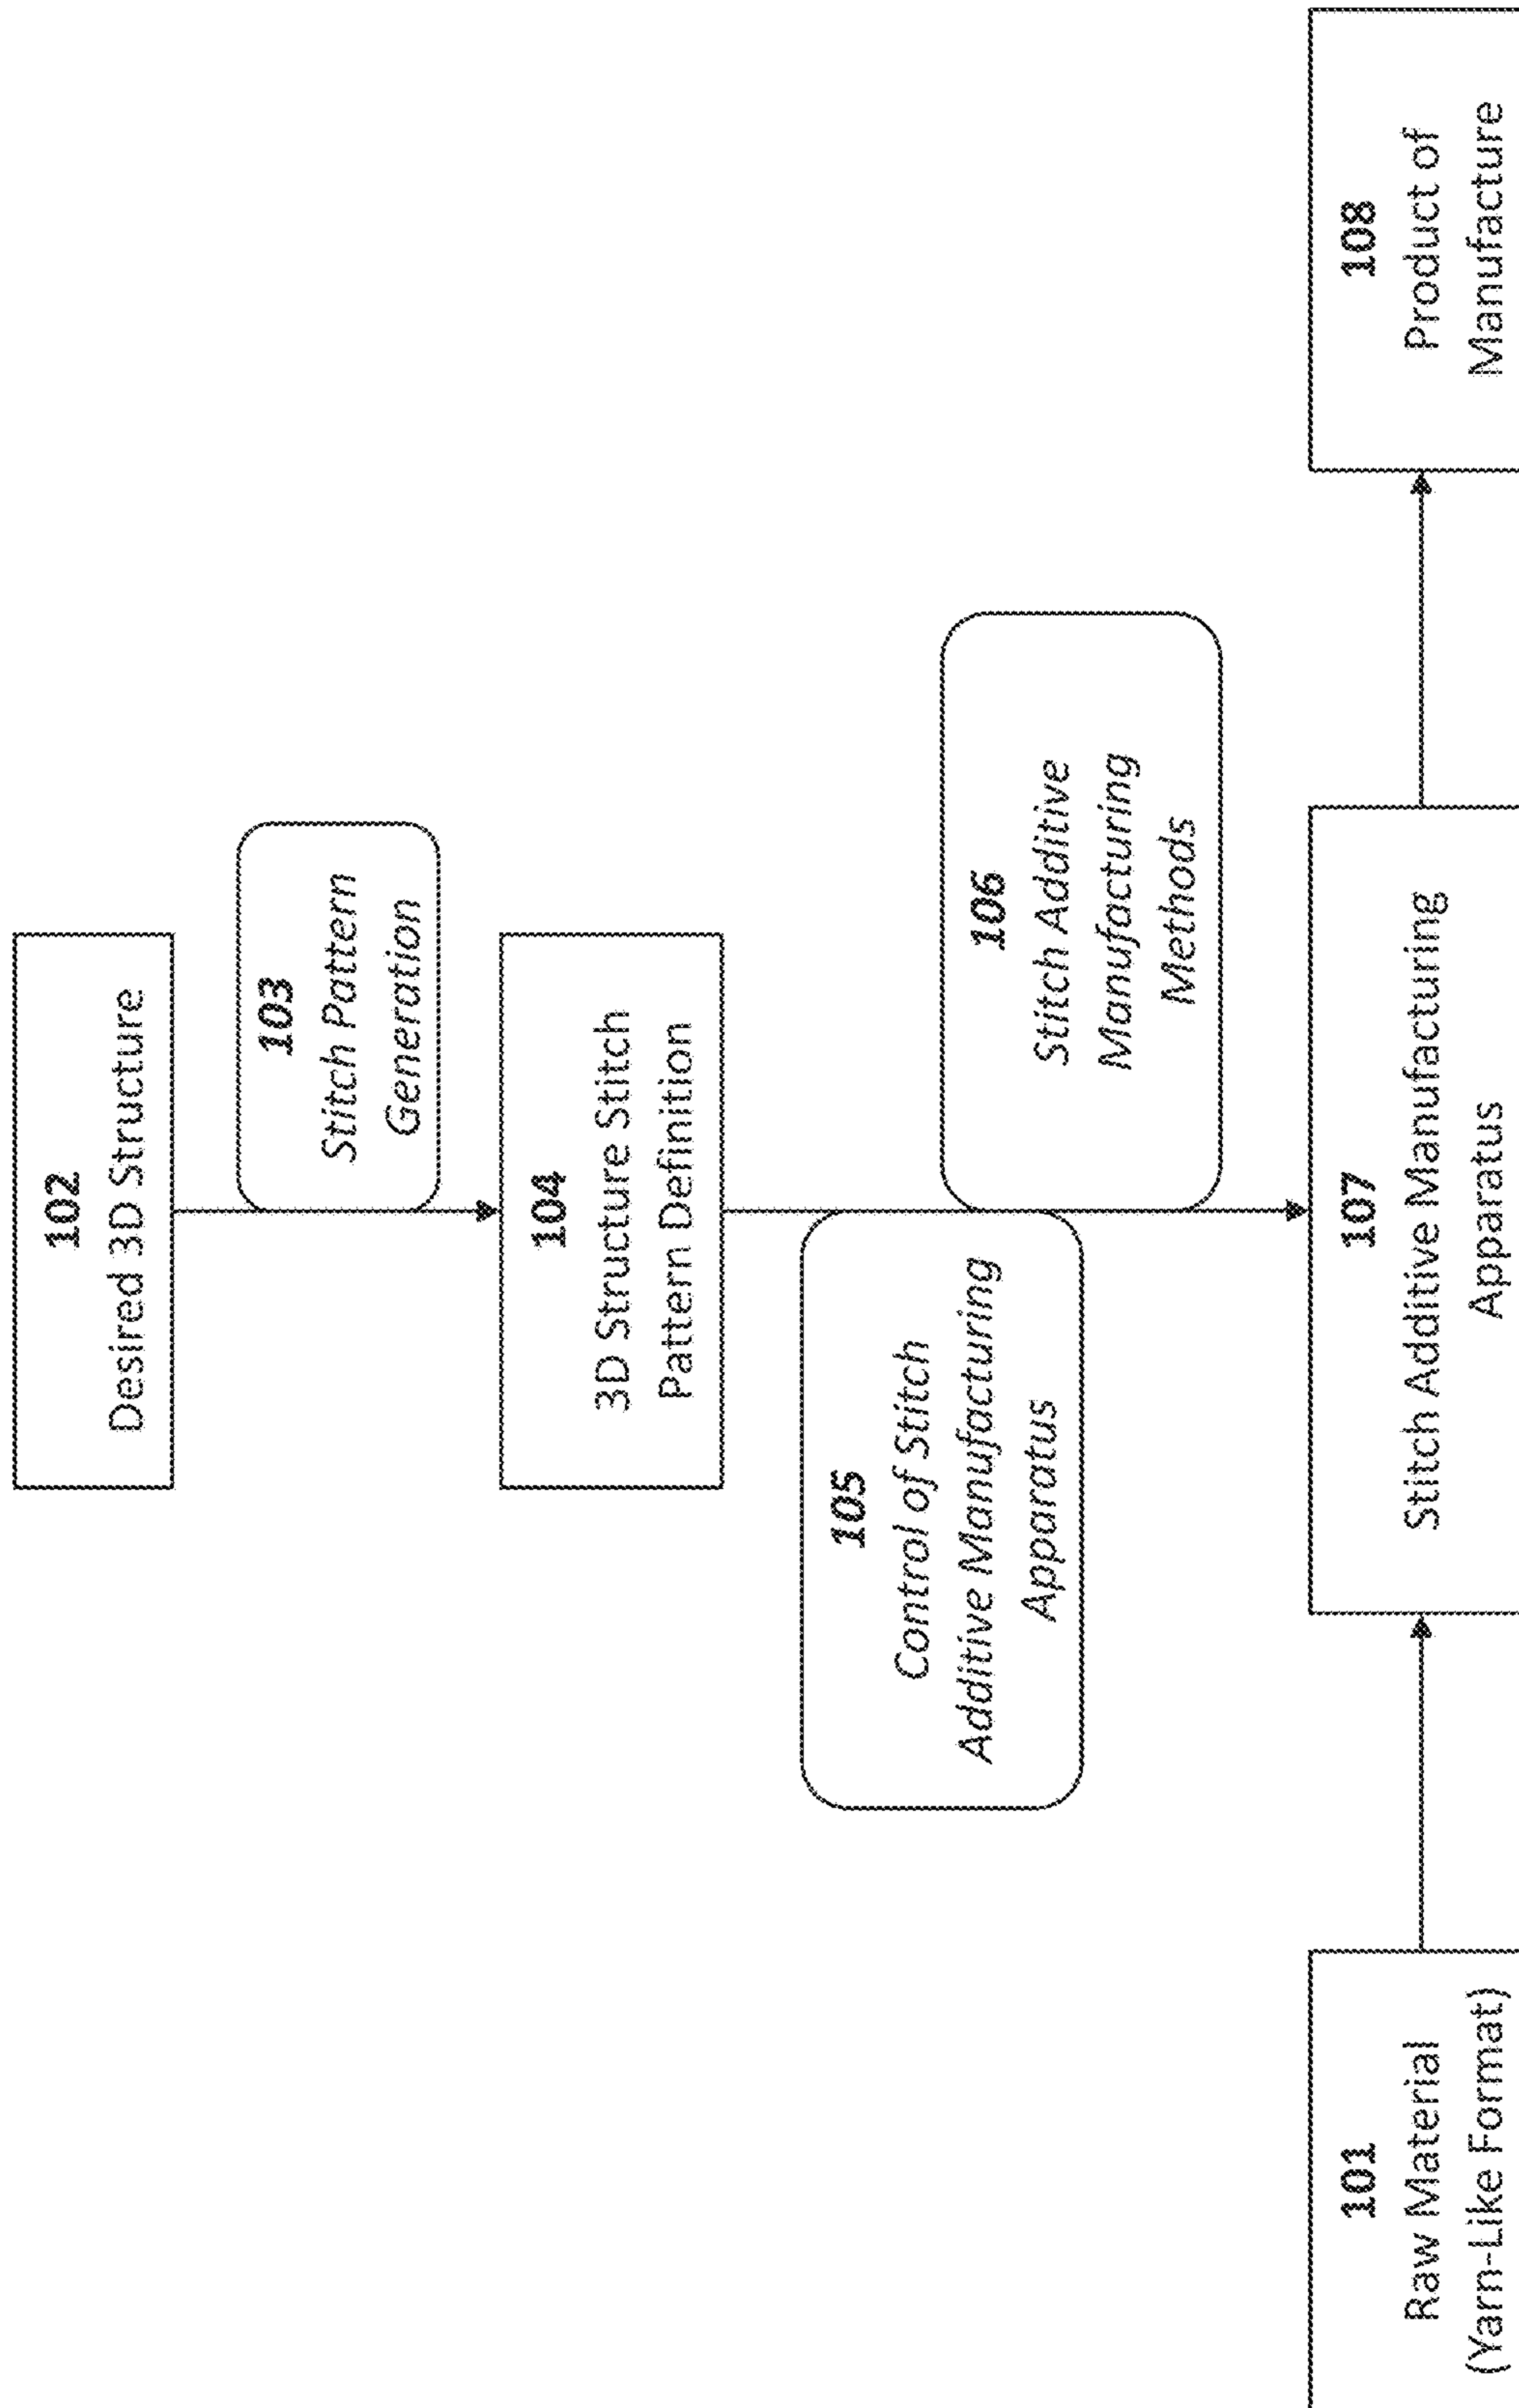 102
Desired 3D Structure
103
Stitch Pattern
Generation
104
3D Structure Stitch
Pattern Definition
105
Control of Stitch
Additive Manufacturing
Apparatus
106
Stitch Additive
Manufacturing
Methods
101
Raw Material
(Yarn-Like Format)
107
Stitch Additive Manufacturing
Apparatus
108
Product of
Manufacture